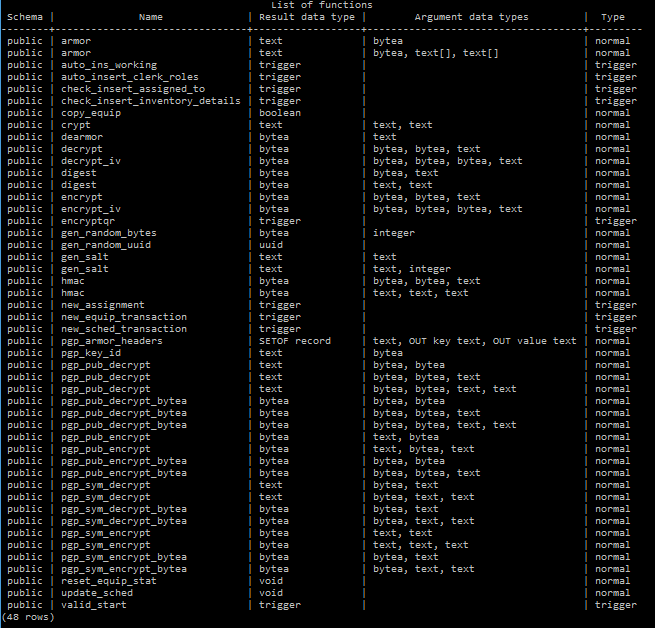 List of functions
Schema | Name | Result data type | Argument data types | Type
--------+-------------------------------+------------------+------------------------------------+---------
public | armor | text | bytea | normal
public | armor | text | bytea, text[], text[] | normal
public | auto_ins_working | trigger | | trigger
public | auto_insert_clerk_roles | trigger | | trigger
public | check_insert_assigned_to | trigger | | trigger
public | check_insert_inventory_details | trigger | | trigger
public | copy_equip | boolean | | normal
public | crypt | text | text, text | normal
public | dearmor | bytea | text | normal
public | decrypt | bytea | bytea, bytea, text | normal
public | decrypt_iv | bytea | bytea, bytea, bytea, text | normal
public | digest | bytea | bytea, text | normal
public | digest | bytea | text, text | normal
public | encrypt | bytea | bytea, bytea, text | normal
public | encrypt_iv | bytea | bytea, bytea, bytea, text | normal
public | encryptqr | trigger | | trigger
public | gen_random_bytes | bytea | integer | normal
public | gen_random_uuid | uuid | | normal
public | gen_salt | text | text | normal
public | gen_salt | text | text, integer | normal
public | hmac | bytea | bytea, bytea, text | normal
public | hmac | bytea | text, text, text | normal
public | new_assignment | trigger | | trigger
public | new_equip_transaction | trigger | | trigger
public | new_sched_transaction | trigger | | trigger
public | pgp_armor_headers | SETOF record | text, OUT key text, OUT value text | normal
public | pgp_key_id | text | bytea | normal
public | pgp_pub_decrypt | text | bytea, bytea | normal
public | pgp_pub_decrypt | text | bytea, bytea, text | normal
public | pgp_pub_decrypt | text | bytea, bytea, text, text | normal
public | pgp_pub_decrypt_bytea | bytea | bytea, bytea | normal
public | pgp_pub_decrypt_bytea | bytea | bytea, bytea, text | normal
public | pgp_pub_decrypt_bytea | bytea | bytea, bytea, text, text | normal
public | pgp_pub_encrypt | bytea | text, bytea | normal
public | pgp_pub_encrypt | bytea | text, bytea, text | normal
public | pgp_pub_encrypt_bytea | bytea | bytea, bytea | normal
public | pgp_pub_encrypt_bytea | bytea | bytea, bytea, text | normal
public | pgp_sym_decrypt | text | bytea, text | normal
public | pgp_sym_decrypt | text | bytea, text, text | normal
public | pgp_sym_decrypt_bytea | bytea | bytea, text | normal
public | pgp_sym_decrypt_bytea | bytea | bytea, text, text | normal
public | pgp_sym_encrypt | bytea | text, text | normal
public | pgp_sym_encrypt | bytea | text, text, text | normal
public | pgp_sym_encrypt_bytea | bytea | bytea, text | normal
public | pgp_sym_encrypt_bytea | bytea | bytea, text, text | normal
public | reset_equip_stat | void | | normal
public | update_sched | void | | normal
public | valid_start | trigger | | trigger
(48 rows)